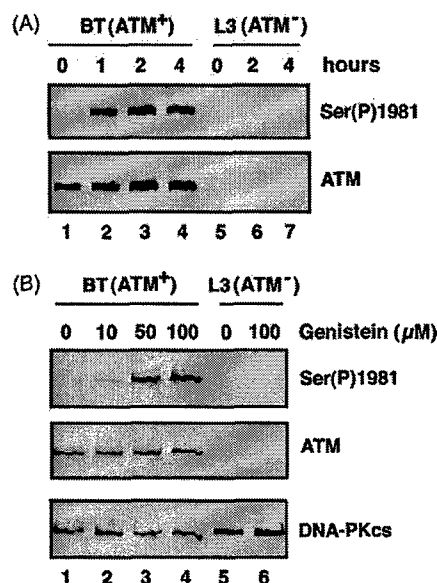 (A) BT(ATM+) L3(ATM-)
0 1 2 4 0 2 4 hours
Ser(P)1981
ATM
1 2 3 4 5 6 7
(B) BT(ATM+) L3(ATM-)
0 10 50 100 0 100 Genistein (μM)
Ser(P)1981
ATM
DNA-PKcs
1 2 3 4 5 6